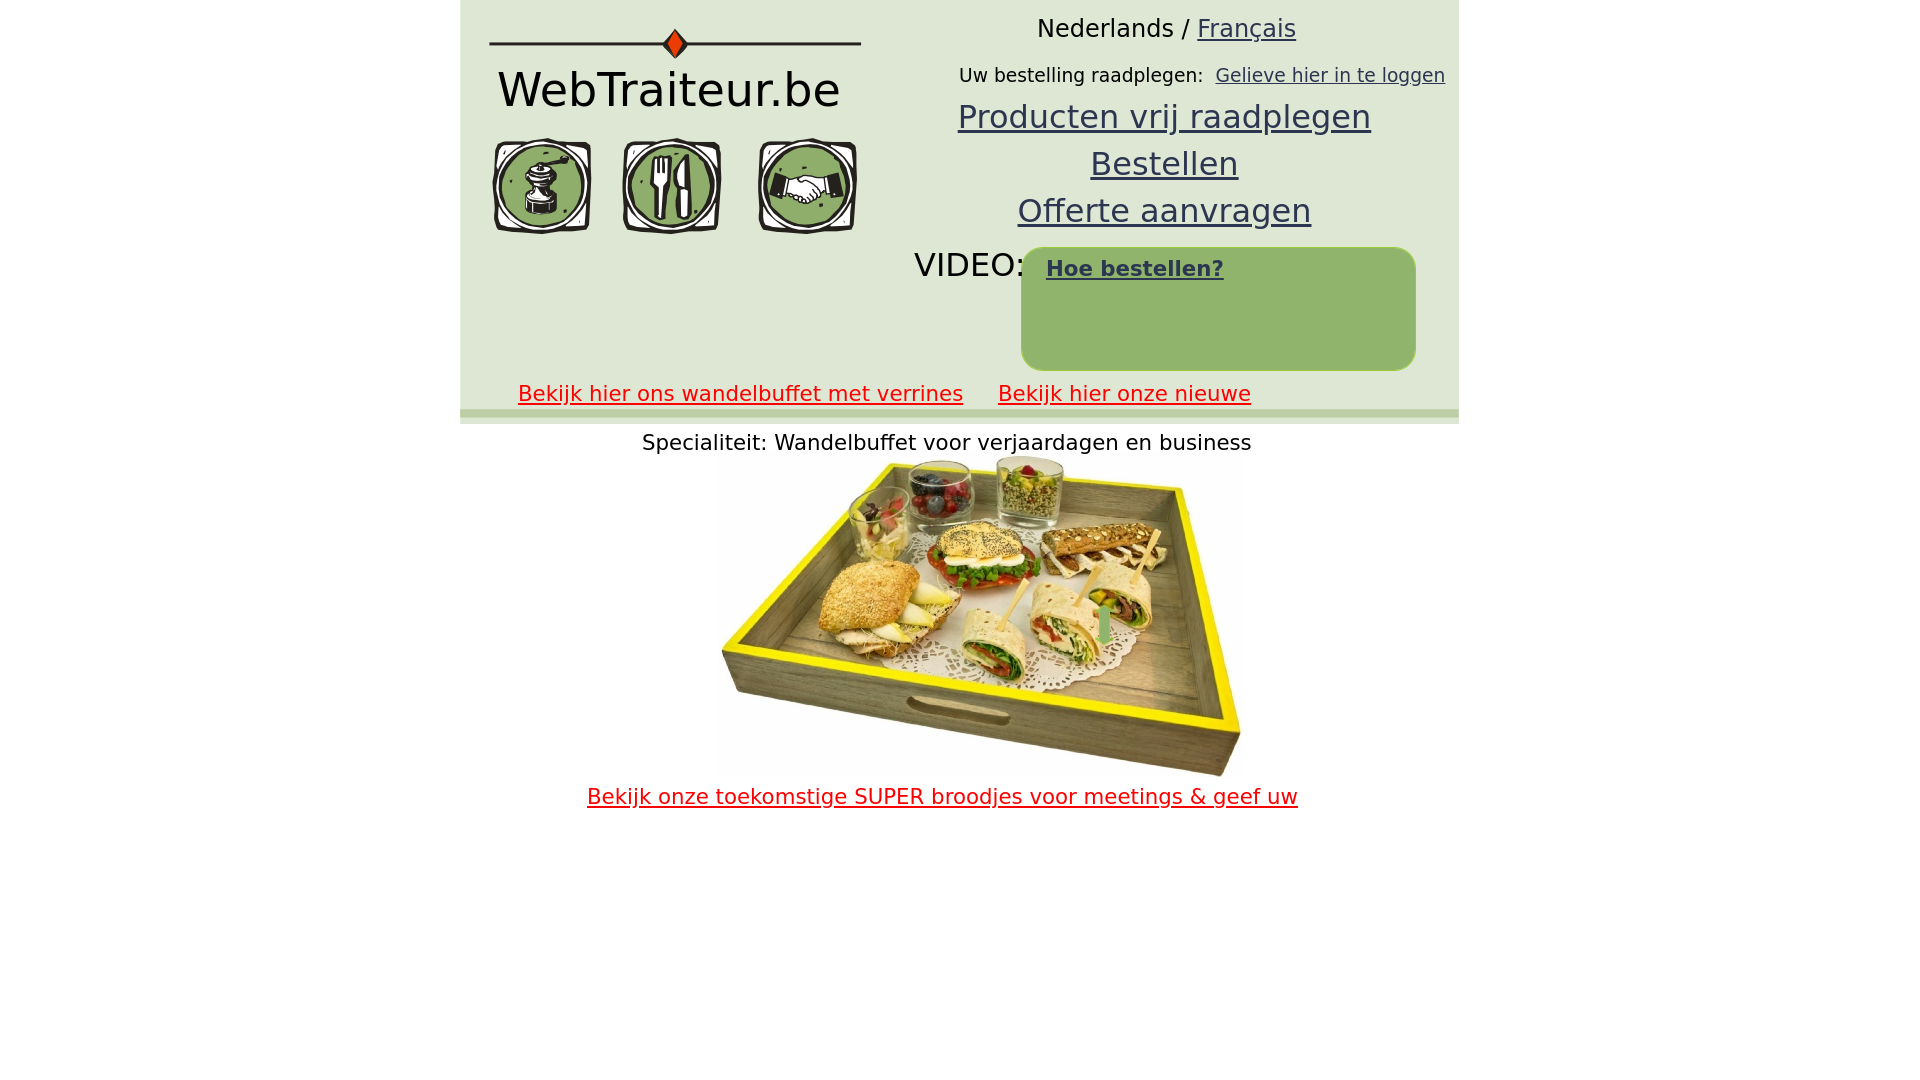 Nederlands / Français
WebTraiteur.be
Uw bestelling raadplegen: Gelieve hier in te loggen
Producten vrij raadplegen
Bestellen
Offerte aanvragen
VIDEO: Hoe bestellen?
Bekijk hier ons wandelbuffet met verrines Bekijk hier onze nieuwe
Specialiteit: Wandelbuffet voor verjaardagen en business
Bekijk onze toekomstige SUPER broodjes voor meetings & geef uw